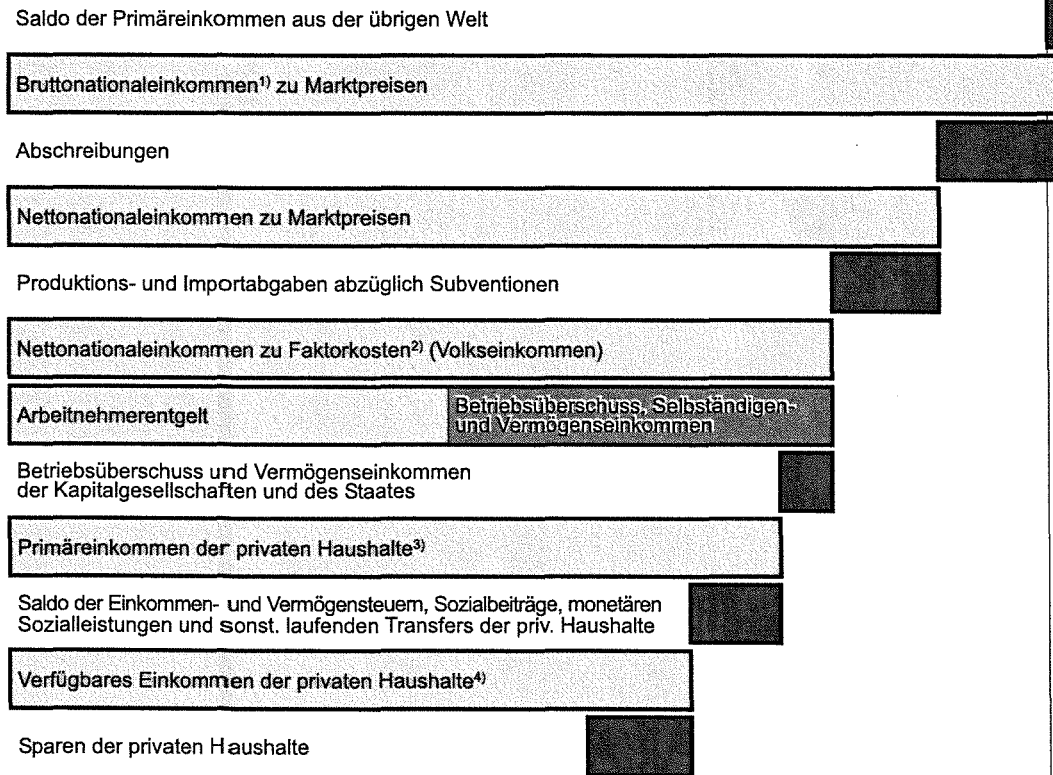 Saldo der Primäreinkommen aus der übrigen Welt
Bruttonationaleinkommen¹⁾ zu Marktpreisen
Abschreibungen
Nettonationaleinkommen zu Marktpreisen
Produktions- und Importabgaben abzüglich Subventionen
Nettonationaleinkommen zu Faktorkosten²⁾ (Volkseinkommen)
Arbeitnehmerentgelt
Betriebsüberschuss, Selbständigen-
und Vermögenseinkommen
Betriebsüberschuss und Vermögenseinkommen
der Kapitalgesellschaften und des Staates
Primäreinkommen der privaten Haushalte³⁾
Saldo der Einkommen- und Vermögensteuern, Sozialbeiträge, monetären
Sozialleistungen und sonst. laufenden Transfers der priv. Haushalte
Verfügbares Einkommen der privaten Haushalte⁴⁾
Sparen der privaten Haushalte